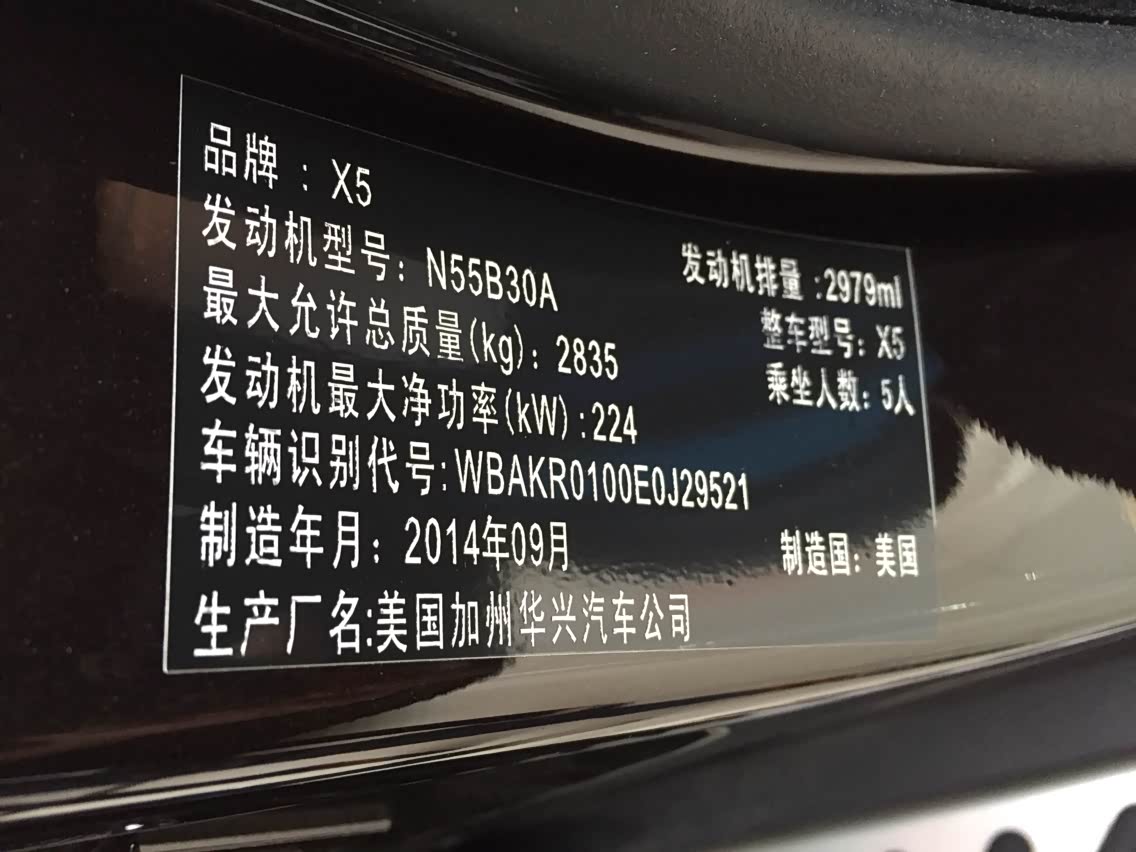 品牌 : X5
发动机型号: N55B30A 发动机排量 :2979ml
最大允许总质量(kg): 2835 整车型号: X5
发动机最大净功率(kW):224 乘坐人数: 5人
车辆识别代号:WBAKR0100E0J29521
制造年月: 2014年09月 制造国: 美国
生产厂名:美国加州华兴汽车公司